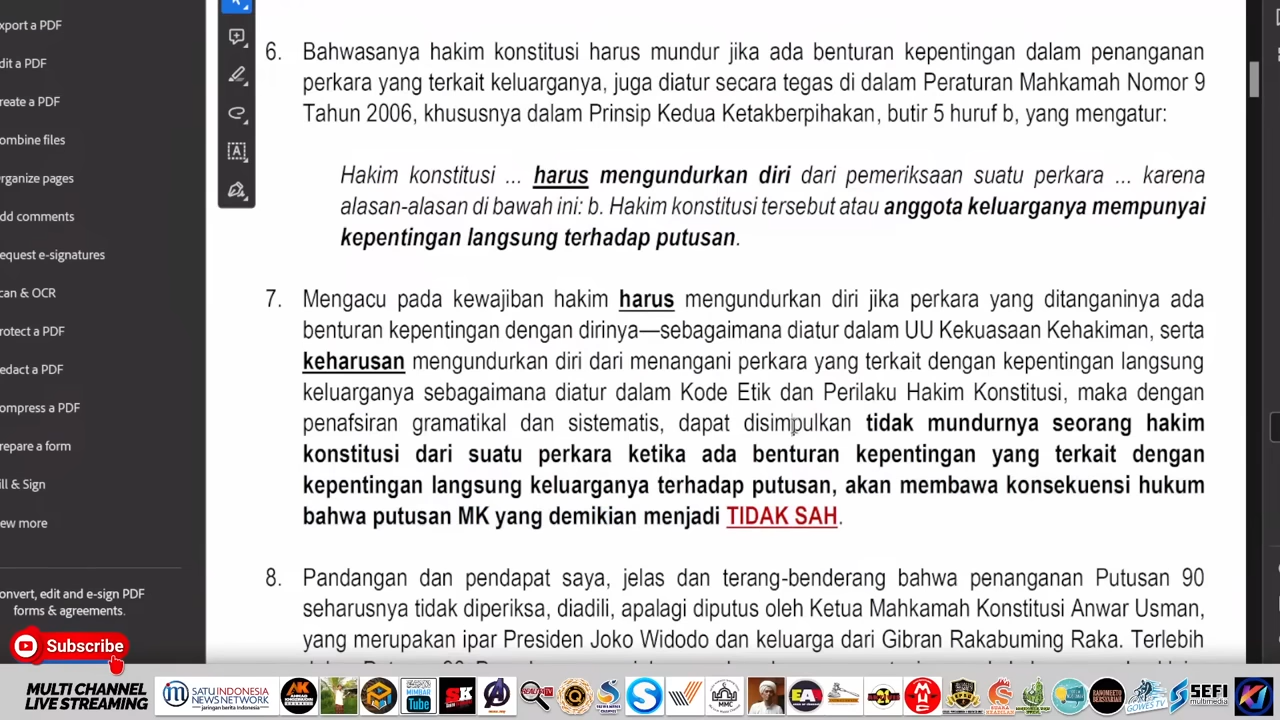 xport a PDF
dit a PDF
reate a PDF
ombine files
rganize pages
dd comments
equest e-signatures
can & OCR
rotect a PDF
edact a PDF
ompress a PDF
repare a form
ill & Sign
iew more
onvert, edit and e-sign PDF
forms & agreements.
6. Bahwasanya hakim konstitusi harus mundur jika ada benturan kepentingan dalam penanganan
perkara yang terkait keluarganya, juga diatur secara tegas di dalam Peraturan Mahkamah Nomor 9
Tahun 2006, khususnya dalam Prinsip Kedua Ketakberpihakan, butir 5 huruf b, yang mengatur:
Hakim konstitusi ... harus mengundurkan diri dari pemeriksaan suatu perkara ... karena
alasan-alasan di bawah ini: b. Hakim konstitusi tersebut atau anggota keluarganya mempunyai
kepentingan langsung terhadap putusan.
7. Mengacu pada kewajiban hakim harus mengundurkan diri jika perkara yang ditanganinya ada
benturan kepentingan dengan dirinya—sebagaimana diatur dalam UU Kekuasaan Kehakiman, serta
keharusan mengundurkan diri dari menangani perkara yang terkait dengan kepentingan langsung
keluarganya sebagaimana diatur dalam Kode Etik dan Perilaku Hakim Konstitusi, maka dengan
penafsiran gramatikal dan sistematis, dapat disimpulkan tidak mundurnya seorang hakim
konstitusi dari suatu perkara ketika ada benturan kepentingan yang terkait dengan
kepentingan langsung keluarganya terhadap putusan, akan membawa konsekuensi hukum
bahwa putusan MK yang demikian menjadi TIDAK SAH.
8. Pandangan dan pendapat saya, jelas dan terang-benderang bahwa penanganan Putusan 90
seharusnya tidak diperiksa, diadili, apalagi diputus oleh Ketua Mahkamah Konstitusi Anwar Usman,
yang merupakan ipar Presiden Joko Widodo dan keluarga dari Gibran Rakabuming Raka. Terlebih
Subscribe
MULTI CHANNEL
LIVE STREAMING
SATU INDONESIA
NEWS NETWORK
jaringan berita Indonesia
AK
MIMBAR
Tube
SK
MMC
EA
SEFI
multimedia